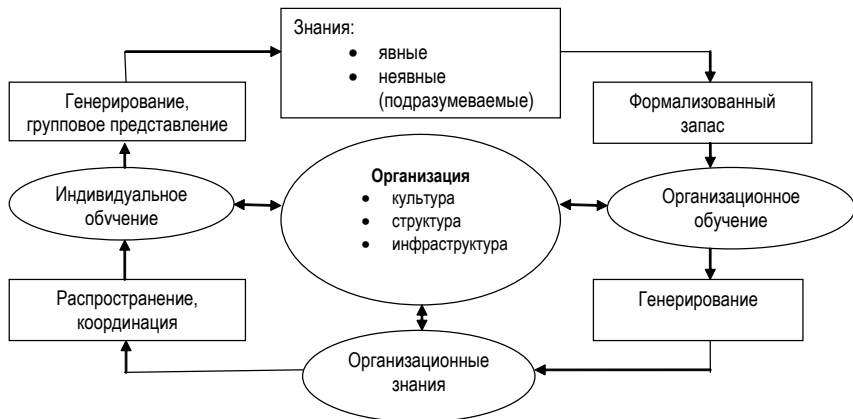 Знания:
• явные
• неявные
(подразумеваемые)
Генерирование,
групповое представление
Формализованный
запас
Индивидуальное
обучение
Организация
• культура
• структура
• инфраструктура
Организационное
обучение
Распространение,
координация
Генерирование
Организационные
знания